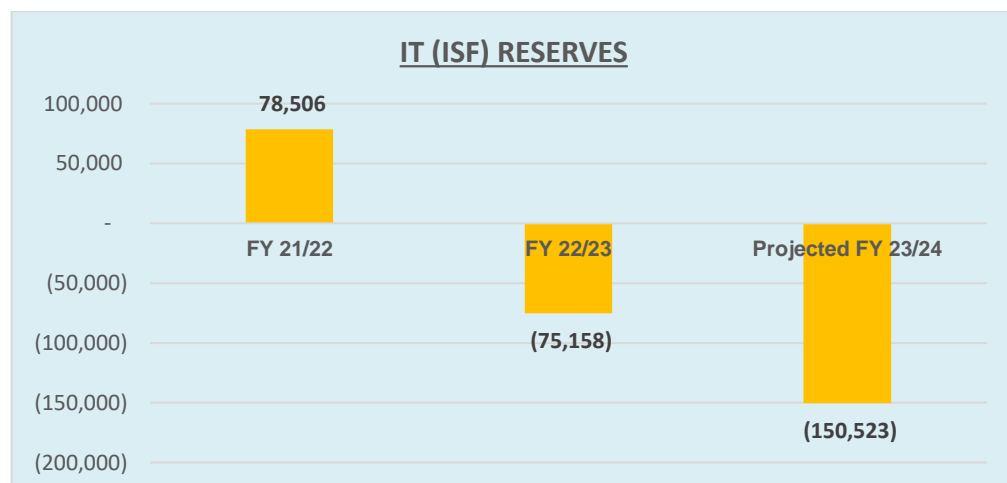 IT (ISF) RESERVES
100,000
50,000
-
(50,000)
(100,000)
(150,000)
(200,000)
78,506
(75,158)
(150,523)
FY 21/22
FY 22/23
Projected FY 23/24